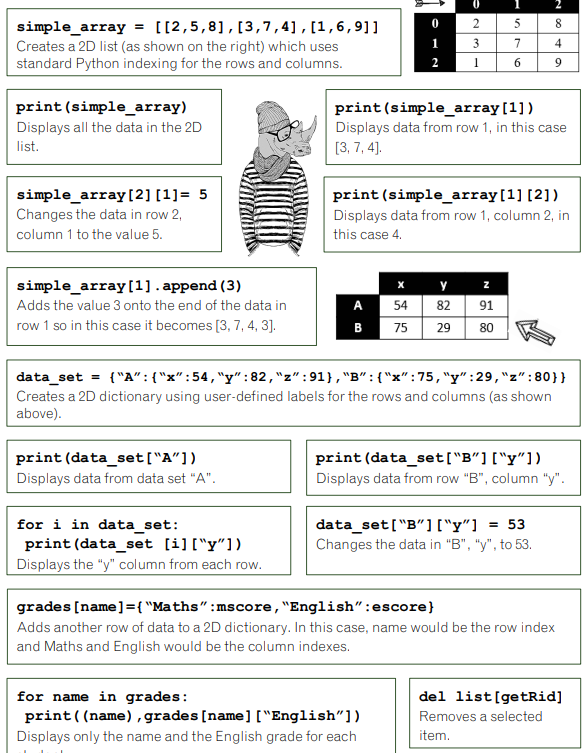 simple_array = [[2,5,8],[3,7,4],[1,6,9]]
Creates a 2D list (as shown on the right) which uses
standard Python indexing for the rows and columns.
0 1 2
0 2 5 8
1 3 7 4
2 1 6 9
print(simple_array)
Displays all the data in the 2D
list.
print(simple_array[1])
Displays data from row 1, in this case
[3, 7, 4].
simple_array[2][1]= 5
Changes the data in row 2,
column 1 to the value 5.
print(simple_array[1][2])
Displays data from row 1, column 2, in
this case 4.
simple_array[1].append(3)
Adds the value 3 onto the end of the data in
row 1 so in this case it becomes [3, 7, 4, 3].
x y z
A 54 82 91
B 75 29 80
data_set = {“A”:{“x”:54,“y”:82,“z”:91},“B”:{“x”:75,“y”:29,“z”:80}}
Creates a 2D dictionary using user-defined labels for the rows and columns (as shown
above).
print(data_set[“A”])
Displays data from data set “A”.
print(data_set[“B”][“y”])
Displays data from row “B”, column “y”.
for i in data_set:
print(data_set [i][“y”])
Displays the “y” column from each row.
data_set[“B”][“y”] = 53
Changes the data in “B”, “y”, to 53.
grades[name]={“Maths”:mscore,“English”:escore}
Adds another row of data to a 2D dictionary. In this case, name would be the row index
and Maths and English would be the column indexes.
for name in grades:
print((name),grades[name][“English”])
Displays only the name and the English grade for each
del list[getRid]
Removes a selected
item.